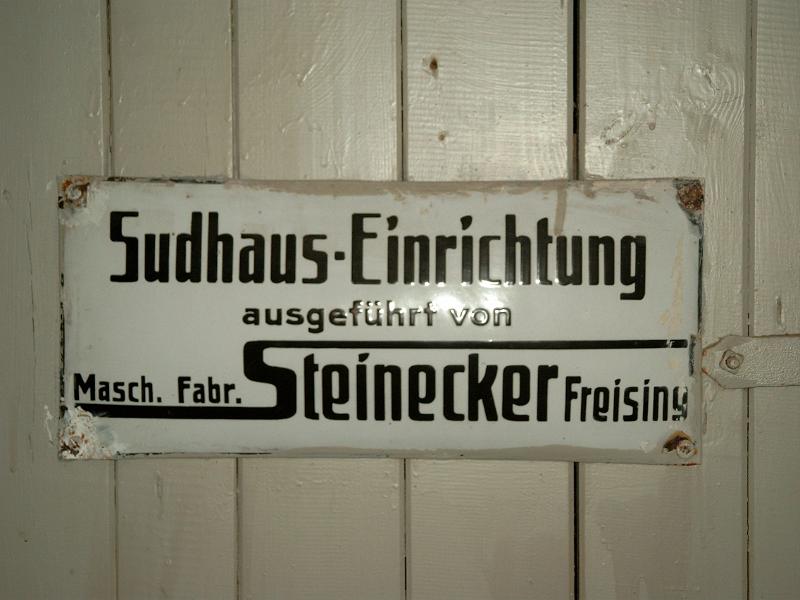 Sudhaus-Einrichtung
ausgeführt von
Masch. Fabr. Steinecker Freising